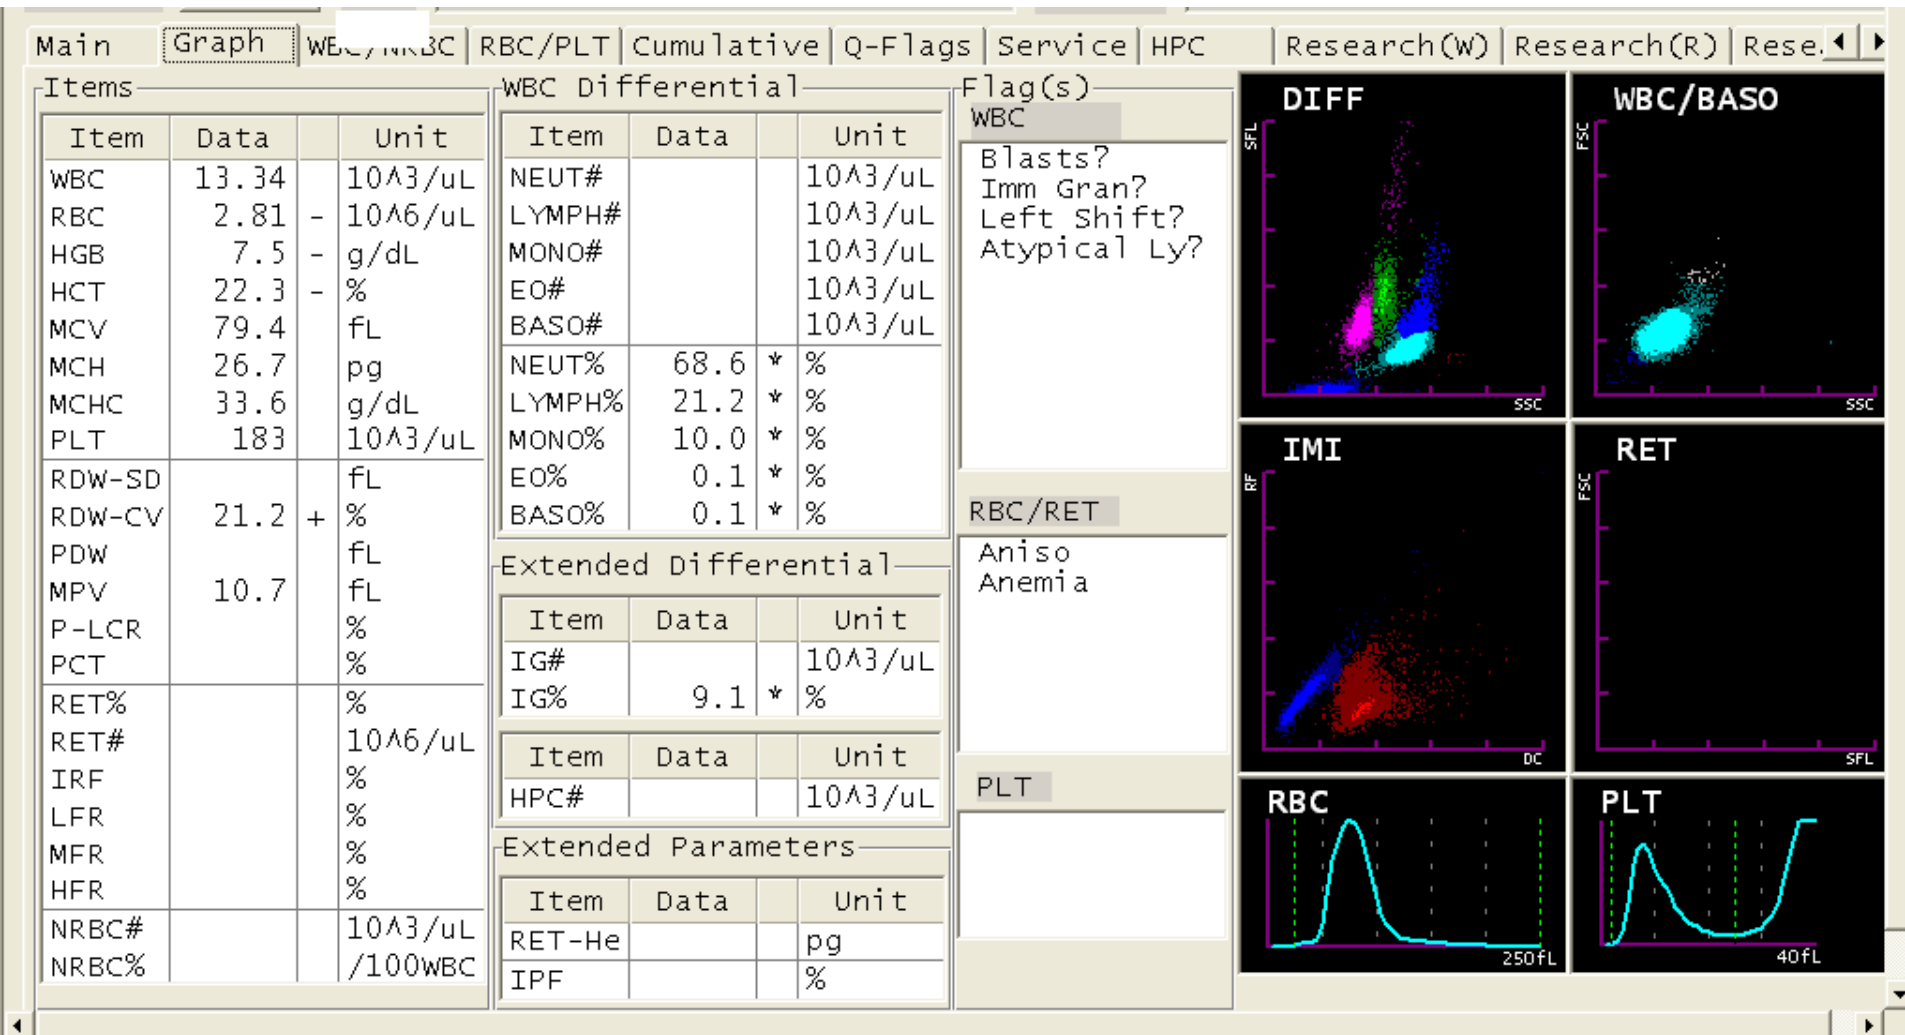 Main Graph WBC/NRBC RBC/PLT Cumulative Q-Flags Service HPC Research(W) Research(R) Rese
Items
Item Data Unit
WBC 13.34 10^3/uL
RBC 2.81 - 10^6/uL
HGB 7.5 - g/dL
HCT 22.3 - %
MCV 79.4 fL
MCH 26.7 pg
MCHC 33.6 g/dL
PLT 183 10^3/uL
RDW-SD fL
RDW-CV 21.2 + %
PDW fL
MPV 10.7 fL
P-LCR %
PCT %
RET% %
RET# 10^6/uL
IRF %
LFR %
MFR %
HFR %
NRBC# 10^3/uL
NRBC% /100WBC
WBC Differential
Item Data Unit
NEUT# 10^3/uL
LYMPH# 10^3/uL
MONO# 10^3/uL
EO# 10^3/uL
BASO# 10^3/uL
NEUT% 68.6 * %
LYMPH% 21.2 * %
MONO% 10.0 * %
EO% 0.1 * %
BASO% 0.1 * %
Extended Differential
Item Data Unit
IG# 10^3/uL
IG% 9.1 * %
Item Data Unit
HPC# 10^3/uL
Extended Parameters
Item Data Unit
RET-He pg
IPF %
Flag(s)
WBC
Blasts?
Imm Gran?
Left Shift?
Atypical Ly?
RBC/RET
Aniso
Anemia
PLT
DIFF
SFL
SSC
WBC/BASO
FSC
SSC
IMI
RF
DC
RET
FSC
SFL
RBC
250fL
PLT
40fL